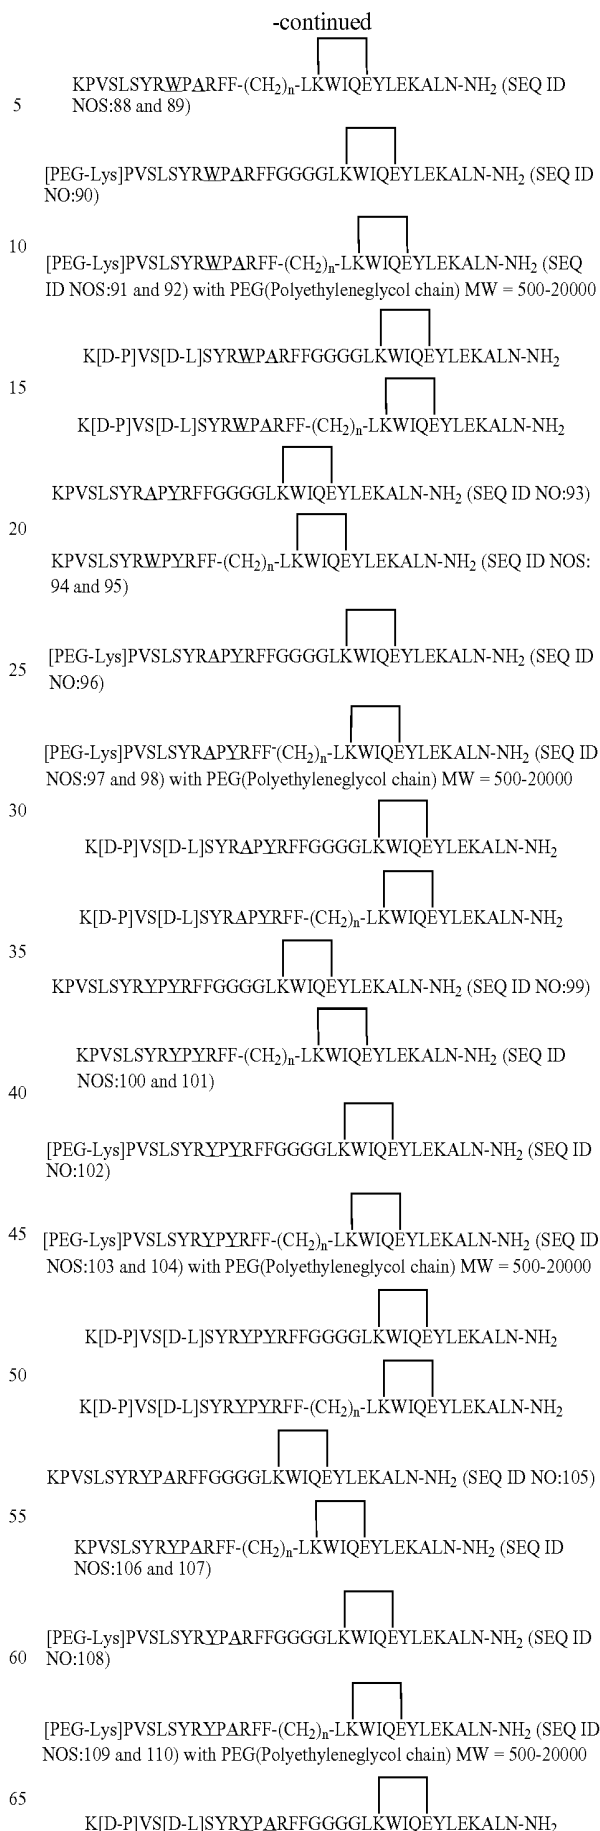 -continued
KPVSLSYRWPARFF-(CH2)n-LKWIQEYLEKALN-NH2 (SEQ ID
5
NOS:88 and 89)
[PEG-Lys]PVSLSYRWPARFFGGGGLKWIQEYLEKALN-NH2 (SEQ ID
NO:90)
10
[PEG-Lys]PVSLSYRWPARFF-(CH2)n-LKWIQEYLEKALN-NH2 (SEQ
ID NOS:91 and 92) with PEG(Polyethyleneglycol chain) MW = 500-20000
K[D-P]VS[D-L]SYRWPARFFGGGGLKWIQEYLEKALN-NH2
15
K[D-P]VS[D-L]SYRWPARFF-(CH2)n-LKWIQEYLEKALN-NH2
KPVSLSYRAPYRFFGGGGLKWIQEYLEKALN-NH2 (SEQ ID NO:93)
20
KPVSLSYRWPYRFF-(CH2)n-LKWIQEYLEKALN-NH2 (SEQ ID NOS:
94 and 95)
[PEG-Lys]PVSLSYRAPYRFFGGGGLKWIQEYLEKALN-NH2 (SEQ ID
25
NO:96)
[PEG-Lys]PVSLSYRAPYRFF-(CH2)n-LKWIQEYLEKALN-NH2 (SEQ ID
NOS:97 and 98) with PEG(Polyethyleneglycol chain) MW = 500-20000
30
K[D-P]VS[D-L]SYRAPYRFFGGGGLKWIQEYLEKALN-NH2
K[D-P]VS[D-L]SYRAPYRFF-(CH2)n-LKWIQEYLEKALN-NH2
35
KPVSLSYRYPYRFFGGGGLKWIQEYLEKALN-NH2 (SEQ ID NO:99)
KPVSLSYRYPYRFF-(CH2)n-LKWIQEYLEKALN-NH2 (SEQ ID
NOS:100 and 101)
40
[PEG-Lys]PVSLSYRYPYRFFGGGGLKWIQEYLEKALN-NH2 (SEQ ID
NO:102)
45
[PEG-Lys]PVSLSYRYPYRFF-(CH2)n-LKWIQEYLEKALN-NH2 (SEQ ID
NOS:103 and 104) with PEG(Polyethyleneglycol chain) MW = 500-20000
K[D-P]VS[D-L]SYRYPYRFFGGGGLKWIQEYLEKALN-NH2
50
K[D-P]VS[D-L]SYRYPYRFF-(CH2)n-LKWIQEYLEKALN-NH2
KPVSLSYRYPARFFGGGGLKWIQEYLEKALN-NH2 (SEQ ID NO:105)
55
KPVSLSYRYPARFF-(CH2)n-LKWIQEYLEKALN-NH2 (SEQ ID
NOS:106 and 107)
[PEG-Lys]PVSLSYRYPARFFGGGGLKWIQEYLEKALN-NH2 (SEQ ID
60
NO:108)
[PEG-Lys]PVSLSYRYPARFF-(CH2)n-LKWIQEYLEKALN-NH2 (SEQ ID
NOS:109 and 110) with PEG(Polyethyleneglycol chain) MW = 500-20000
65
K[D-P]VS[D-L]SYRYPARFFGGGGLKWIQEYLEKALN-NH2